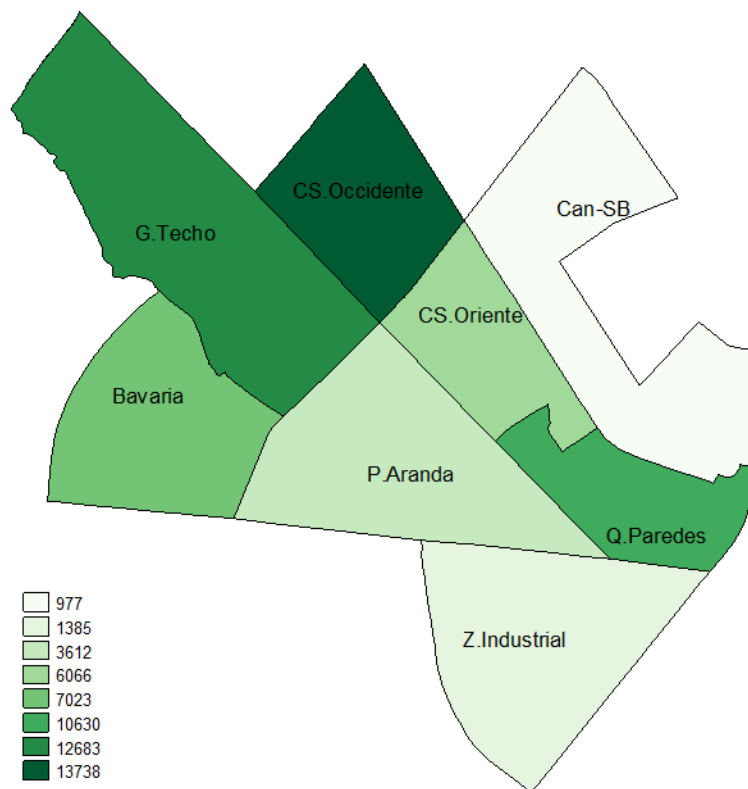 CS.Occidente
Can-SB
G.Techo
CS.Oriente
Bavaria
P.Aranda
Q.Paredes
Z.Industrial
977
1385
3612
6066
7023
10630
12683
13738